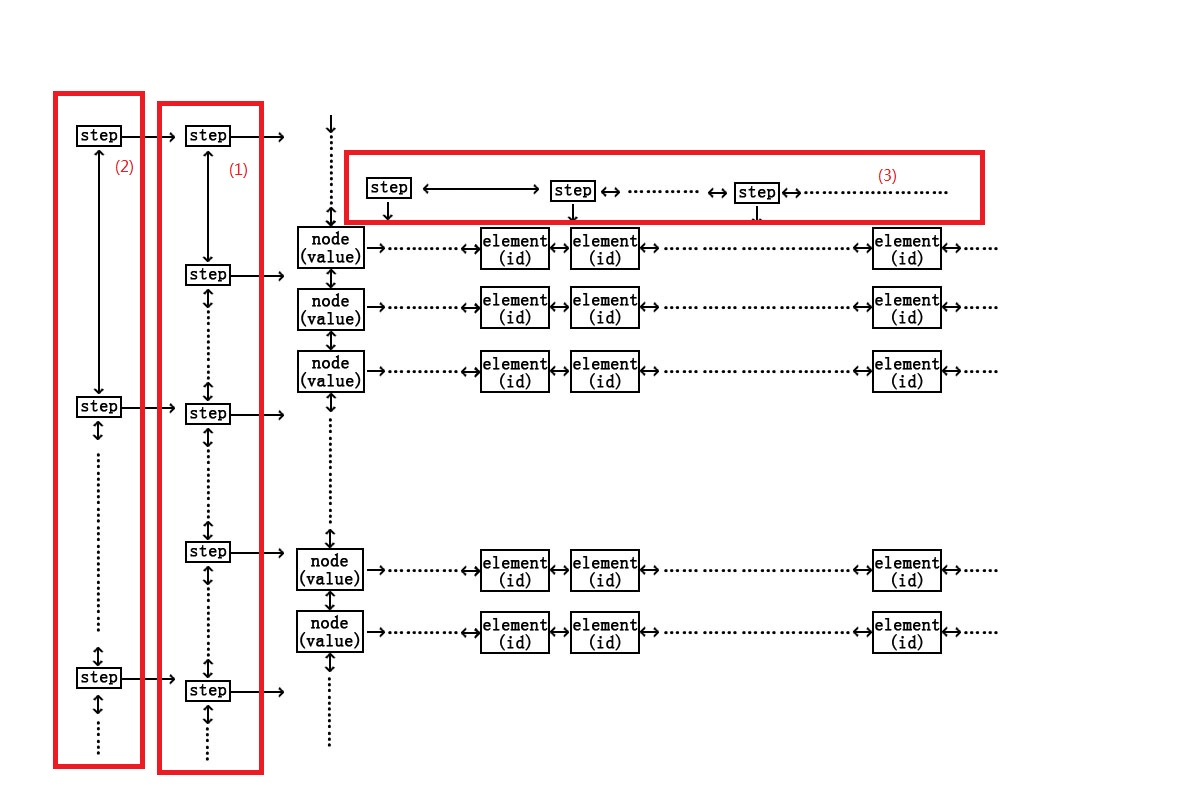 step
step
(2)
(1)
(3)
step
step
step
node
(value)
element
(id)
element
(id)
element
(id)
step
node
(value)
element
(id)
element
(id)
element
(id)
node
(value)
element
(id)
element
(id)
element
(id)
step
step
step
node
(value)
element
(id)
element
(id)
element
(id)
node
(value)
element
(id)
element
(id)
element
(id)
step
step